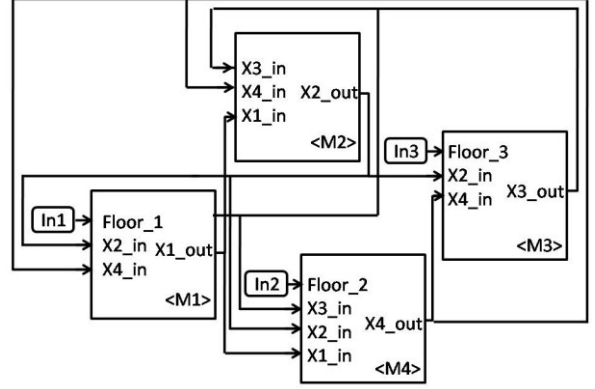 X3_in
X4_in X2_out
X1_in
<M2>
In3 Floor_3
X2_in
X4_in X3_out
<M3>
In1 Floor_1
X2_in X1_out
X4_in
<M1>
In2 Floor_2
X3_in
X2_in X4_out
X1_in
<M4>